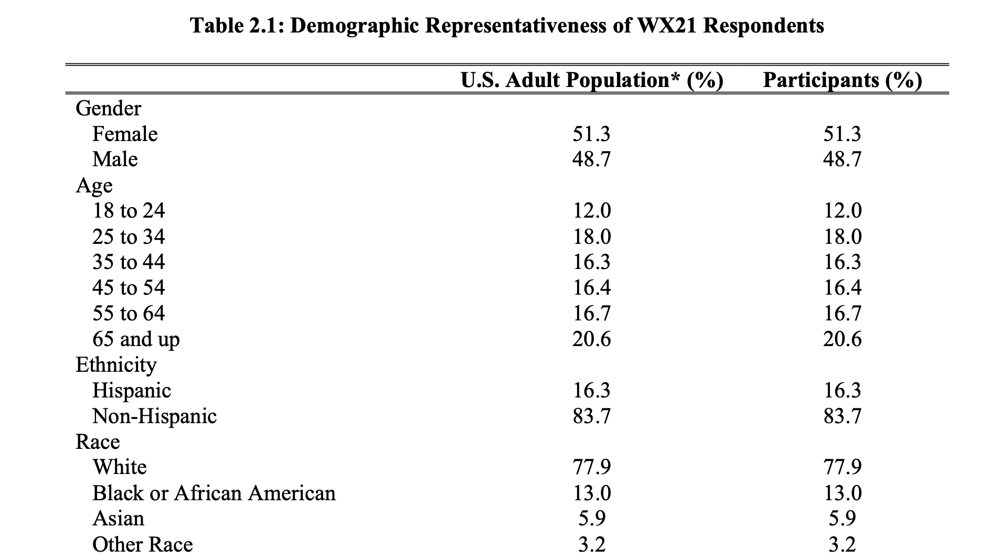 Table 2.1: Demographic Representativeness of WX21 Respondents
U.S. Adult Population* (%) Participants (%)
Gender
Female 51.3 51.3
Male 48.7 48.7
Age
18 to 24 12.0 12.0
25 to 34 18.0 18.0
35 to 44 16.3 16.3
45 to 54 16.4 16.4
55 to 64 16.7 16.7
65 and up 20.6 20.6
Ethnicity
Hispanic 16.3 16.3
Non-Hispanic 83.7 83.7
Race
White 77.9 77.9
Black or African American 13.0 13.0
Asian 5.9 5.9
Other Race 3.2 3.2